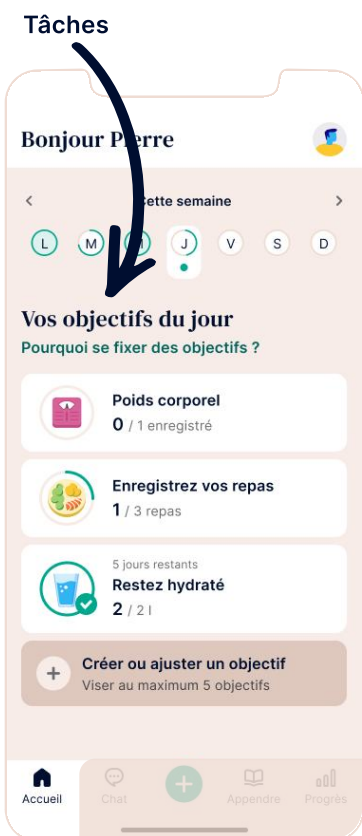 Tâches
Bonjour Pierre
Cette semaine
L M M J V S D
Vos objectifs du jour
Pourquoi se fixer des objectifs ?
Poids corporel
0 / 1 enregistré
Enregistrez vos repas
1 / 3 repas
5 jours restants
Restez hydraté
2 / 2 l
Créer ou ajuster un objectif
Viser au maximum 5 objectifs
Accueil Chat Appendre Progrès